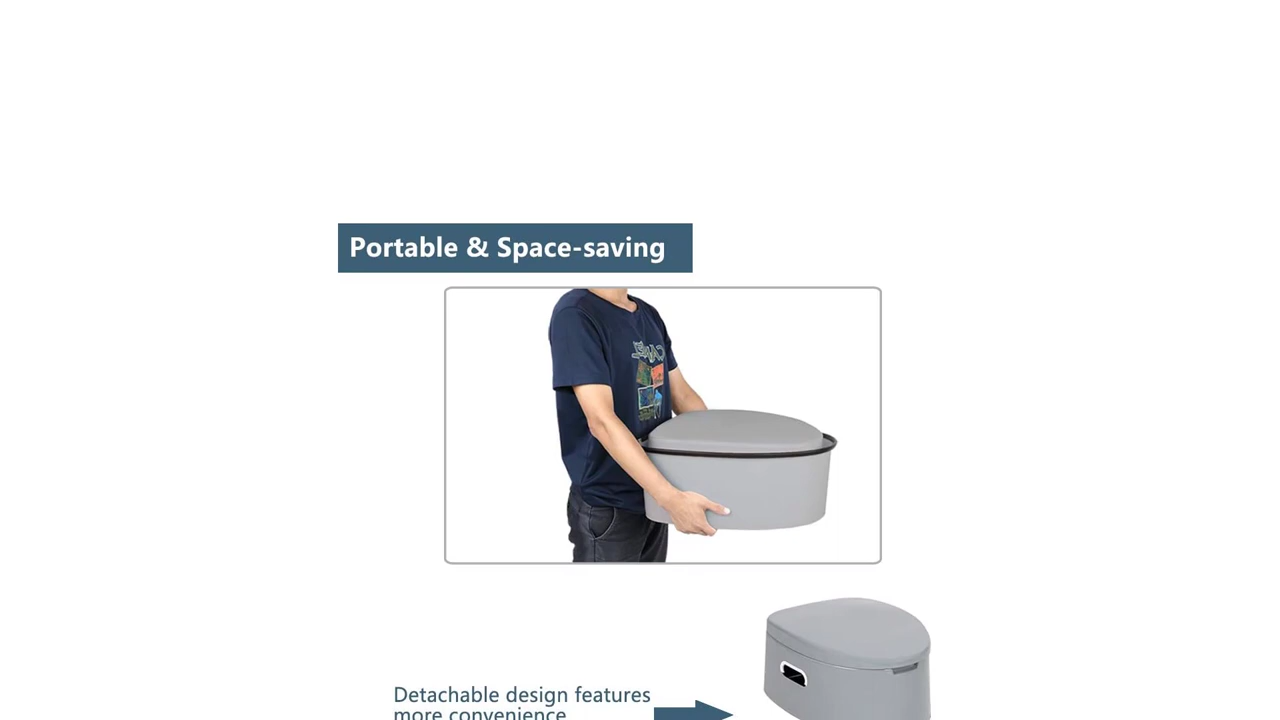 Portable & Space-saving
Detachable design features
more convenience